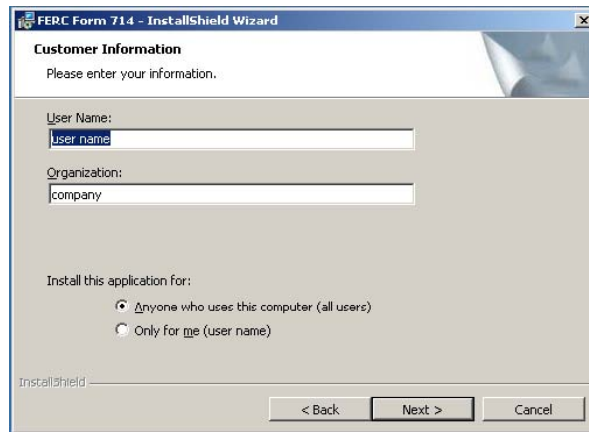 FERC Form 714 - InstallShield Wizard
Customer Information
Please enter your information.
User Name:
user name
Organization:
company
Install this application for:
Anyone who uses this computer (all users)
Only for me (user name)
InstallShield
< Back
Next >
Cancel